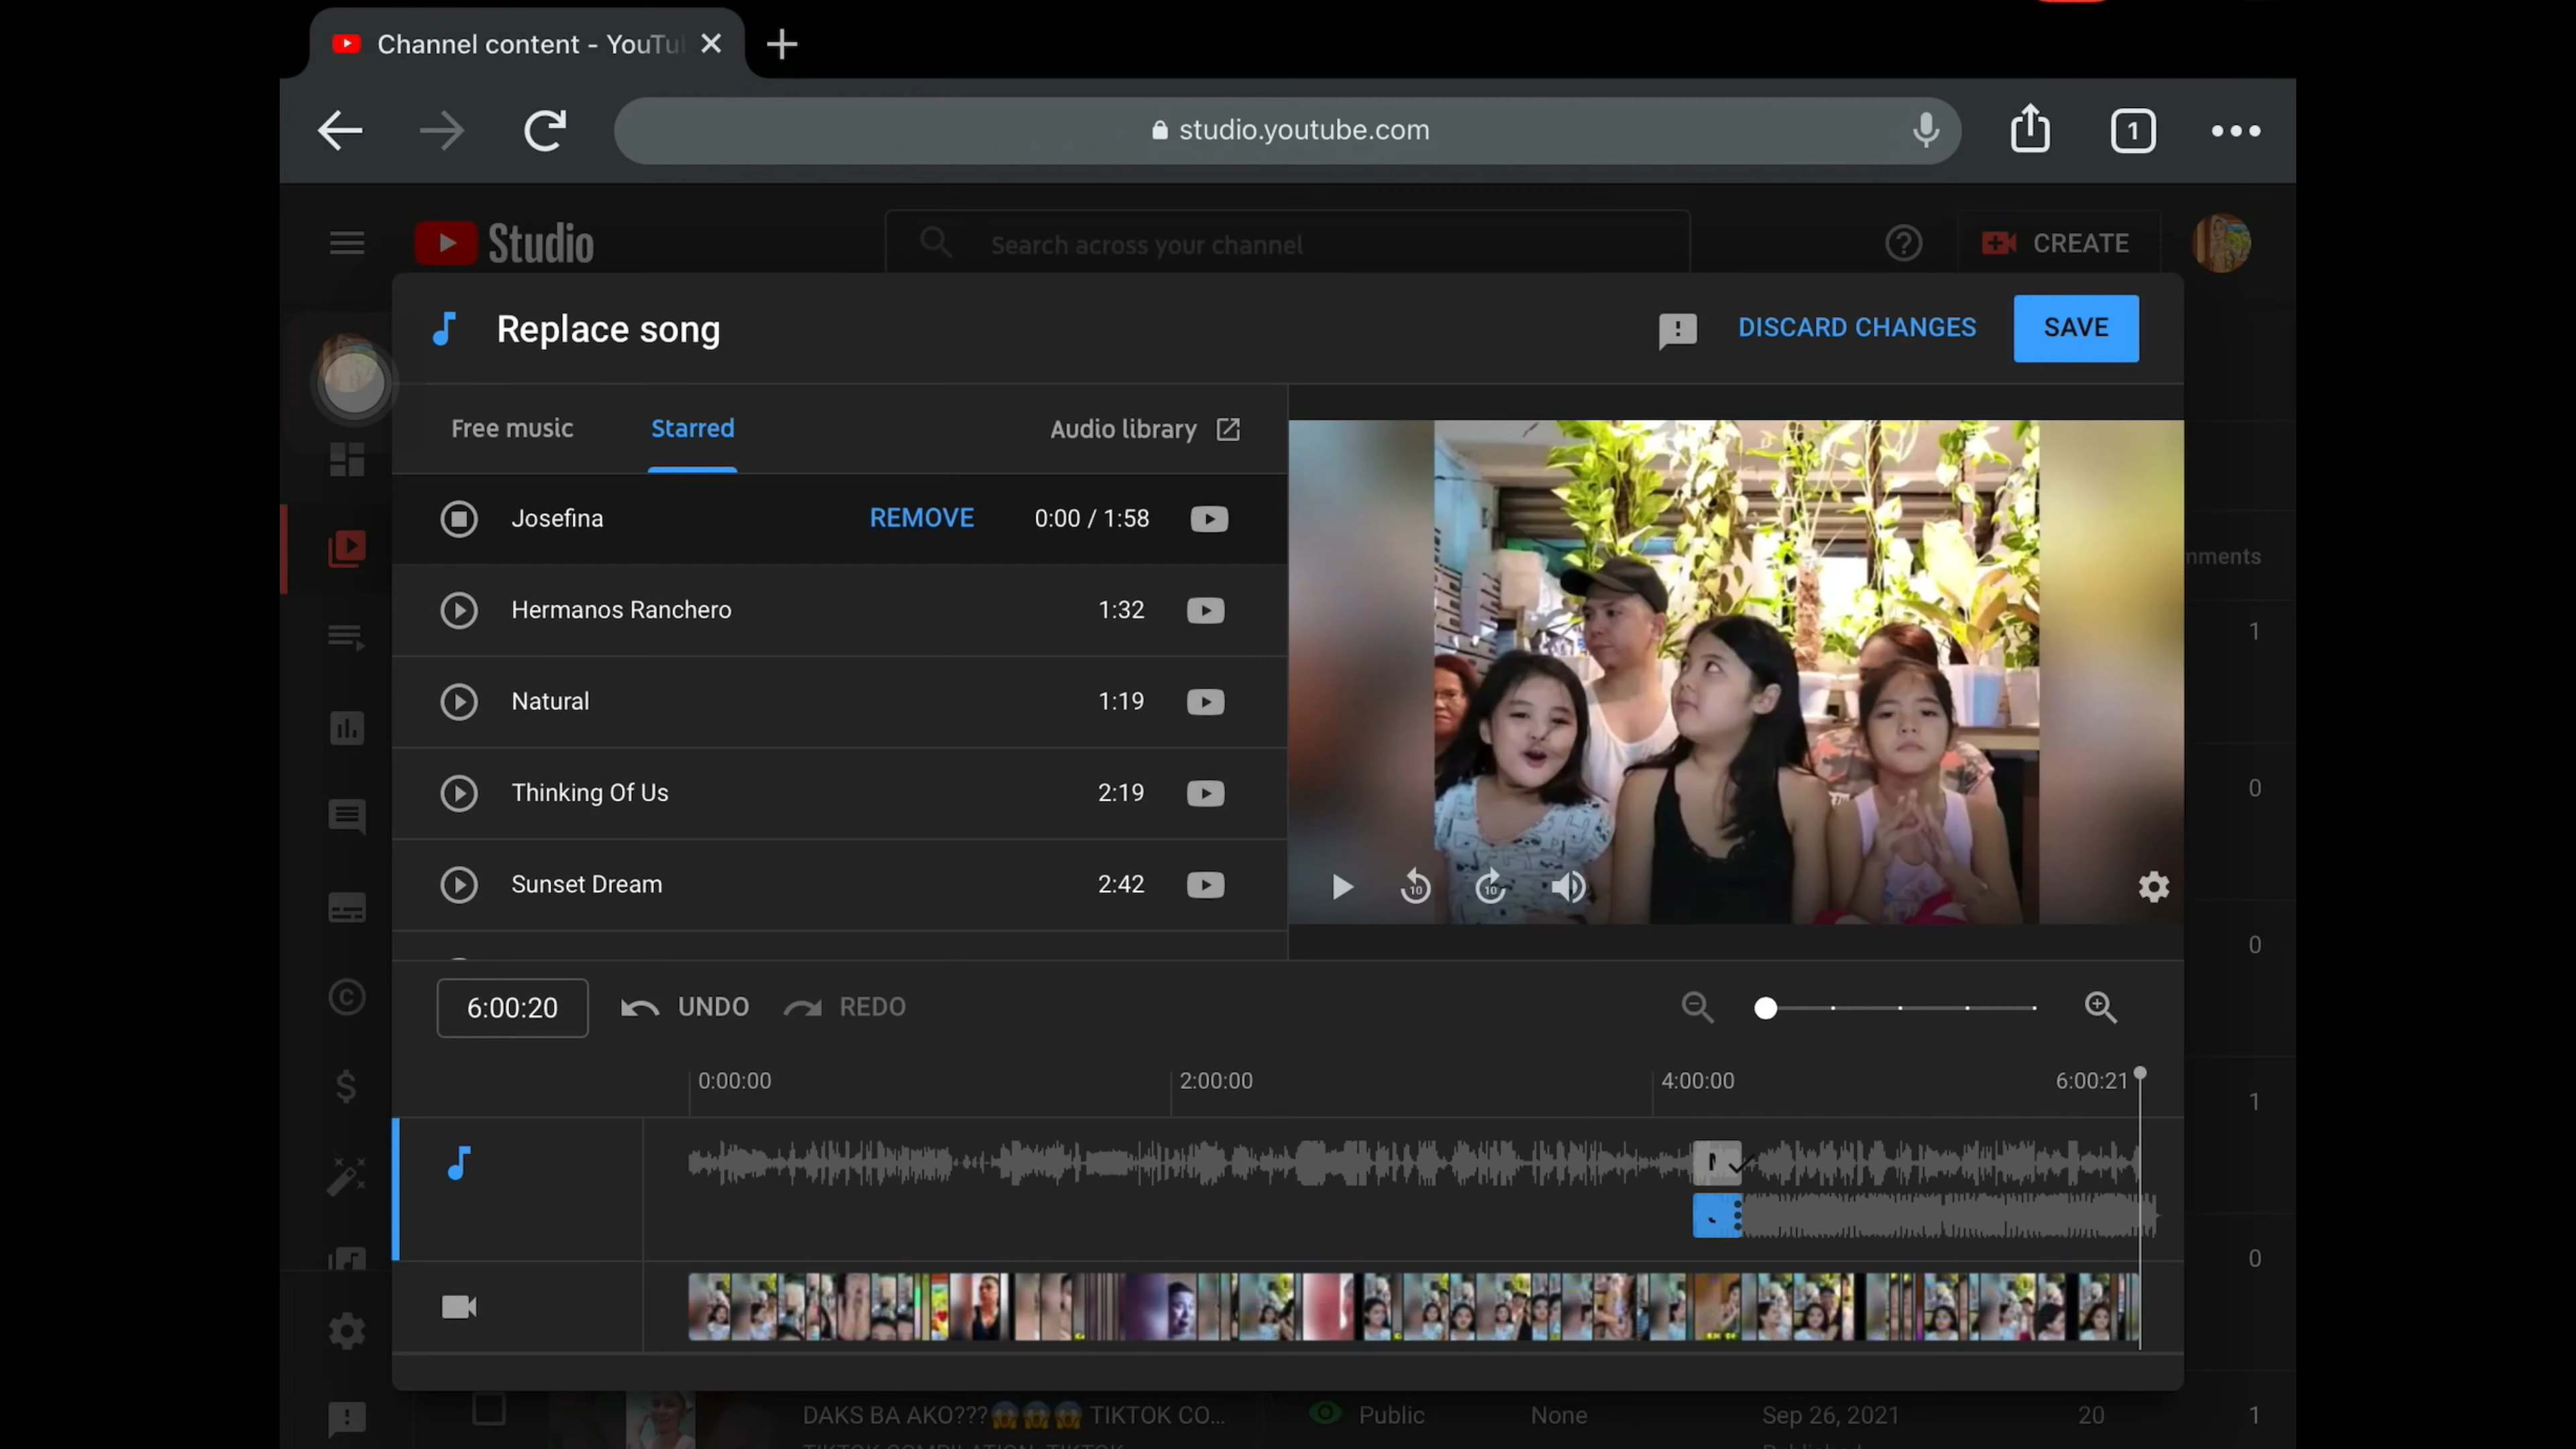 Channel content - YouTu
studio.youtube.com
1
Studio
Search across your channel
CREATE
Replace song
DISCARD CHANGES
SAVE
Free music
Starred
Audio library
Josefina
REMOVE
0:00 / 1:58
Hermanos Ranchero
1:32
Natural
1:19
Thinking Of Us
2:19
Sunset Dream
2:42
10
10
mments
1
0
0
1
0
6:00:20
UNDO
REDO
0:00:00
2:00:00
4:00:00
6:00:21
DAKS BA AKO???😱😱😱 TIKTOK CO...
Public
None
Sep 26, 2021
20
1